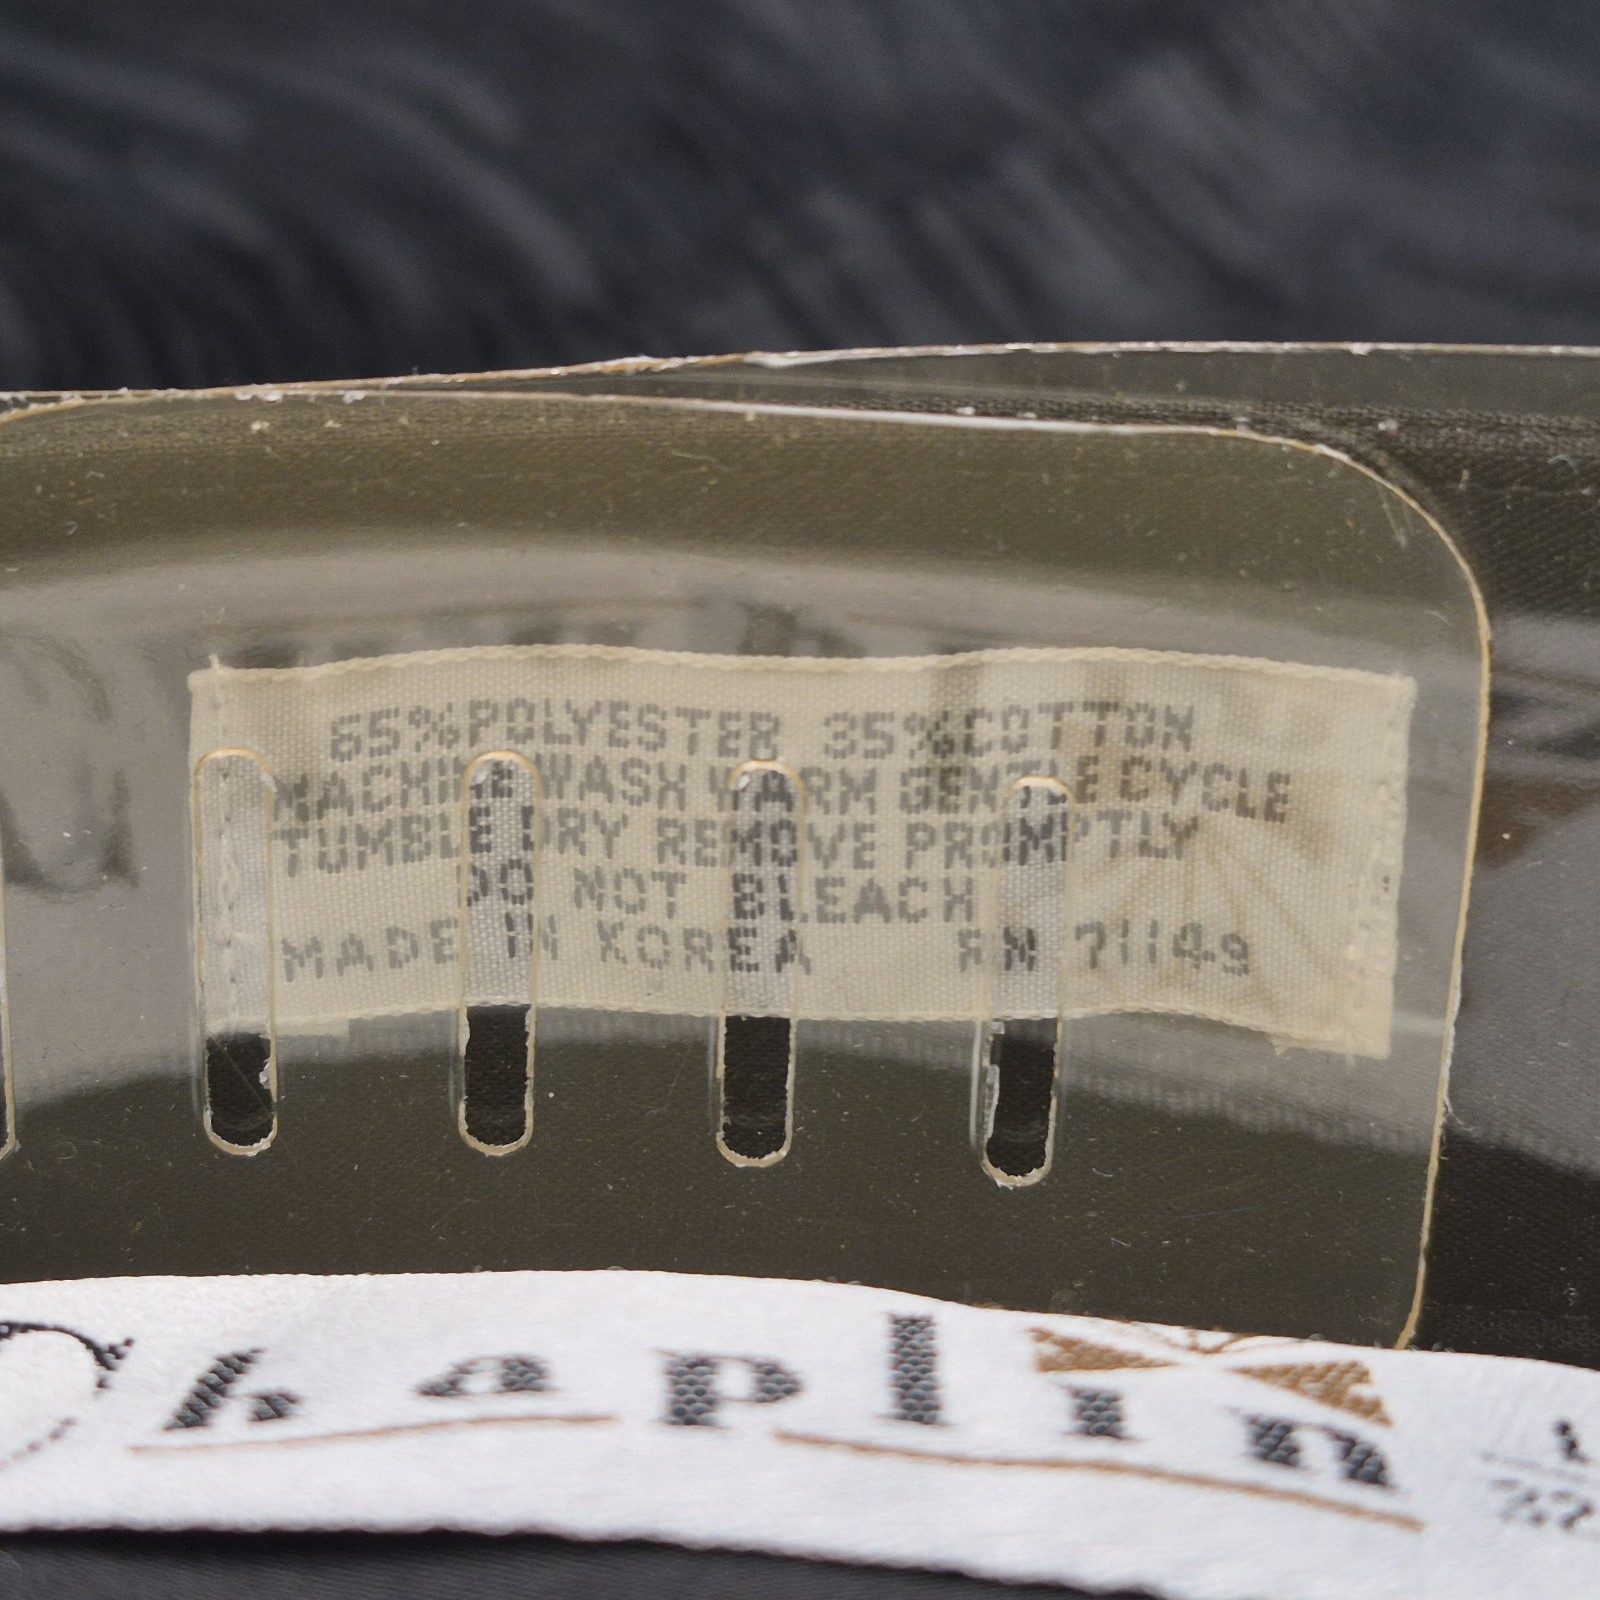 65%POLYESTER 35%COTTON
MACHINE WASH WARM GENTLE CYCLE
TUMBLE DRY REMOVE PROMPTLY
DO NOT BLEACH
MADE IN KOREA RN 71149
Chaplin